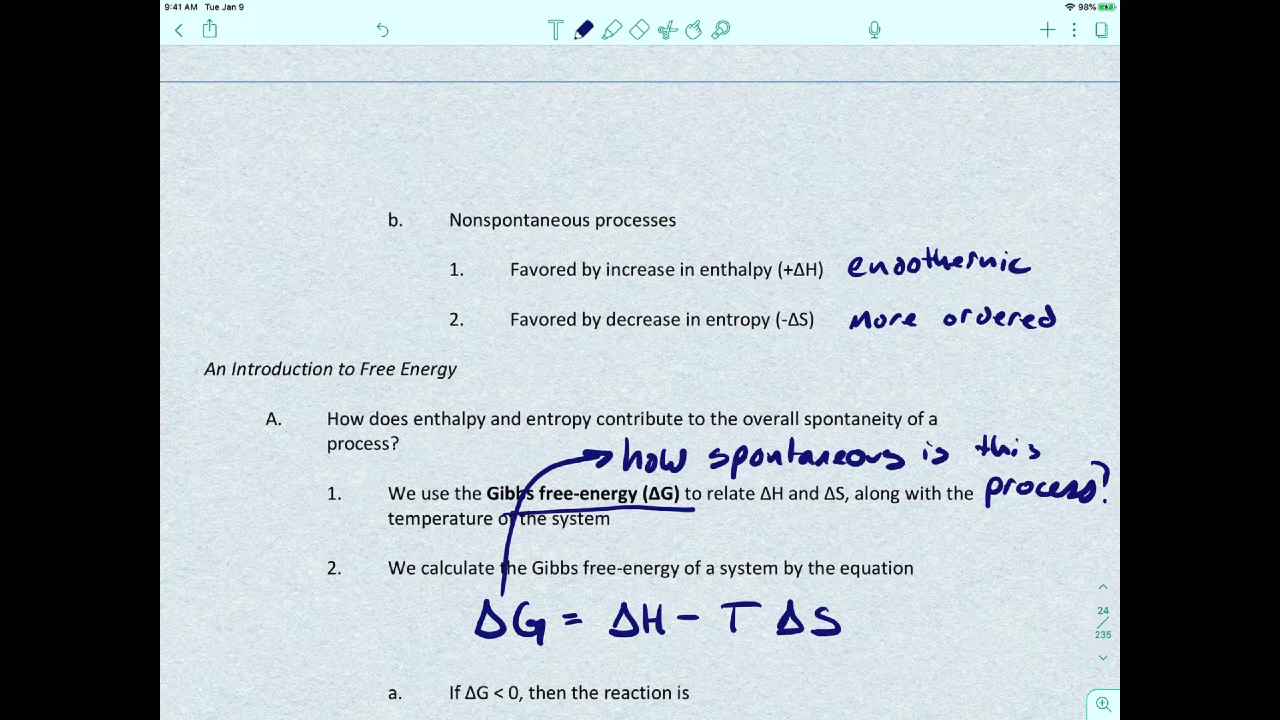 9:41 AM Tue Jan 9
98%
T
b. Nonspontaneous processes
1. Favored by increase in enthalpy (+ΔH) endothermic
2. Favored by decrease in entropy (-ΔS) more ordered
An Introduction to Free Energy
A. How does enthalpy and entropy contribute to the overall spontaneity of a
process?
how spontaneous is this
process?
1. We use the Gibbs free-energy (ΔG) to relate ΔH and ΔS, along with the
temperature of the system
2. We calculate the Gibbs free-energy of a system by the equation
ΔG = ΔH - T ΔS
24
/
235
a. If ΔG < 0, then the reaction is